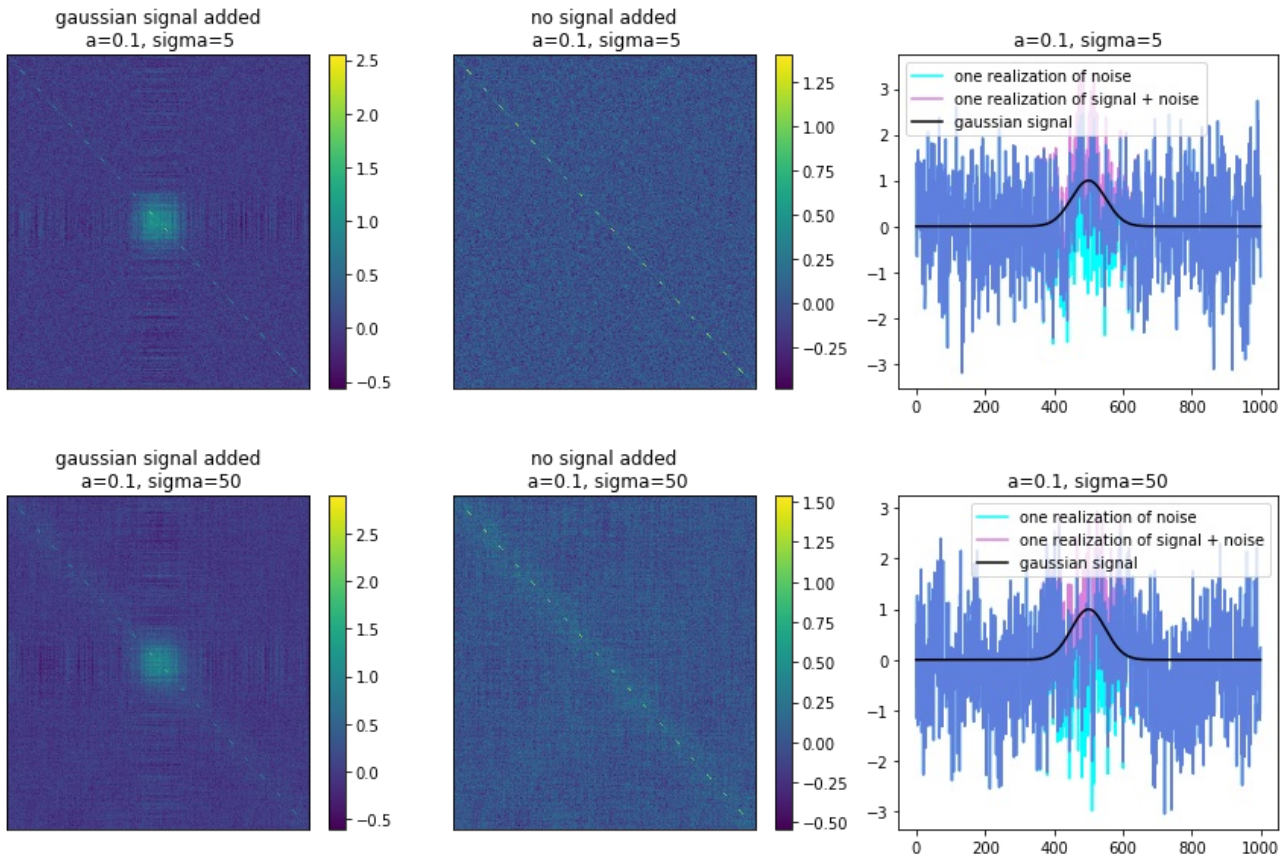 gaussian signal added
a=0.1, sigma=5
2.5
2.0
1.5
1.0
0.5
0.0
−0.5
no signal added
a=0.1, sigma=5
1.25
1.00
0.75
0.50
0.25
0.00
−0.25
a=0.1, sigma=5
one realization of noise
one realization of signal + noise
gaussian signal
3
2
1
0
−1
−2
−3
0 200 400 600 800 1000
gaussian signal added
a=0.1, sigma=50
2.5
2.0
1.5
1.0
0.5
0.0
−0.5
no signal added
a=0.1, sigma=50
1.50
1.25
1.00
0.75
0.50
0.25
0.00
−0.25
−0.50
a=0.1, sigma=50
one realization of noise
one realization of signal + noise
gaussian signal
3
2
1
0
−1
−2
−3
0 200 400 600 800 1000